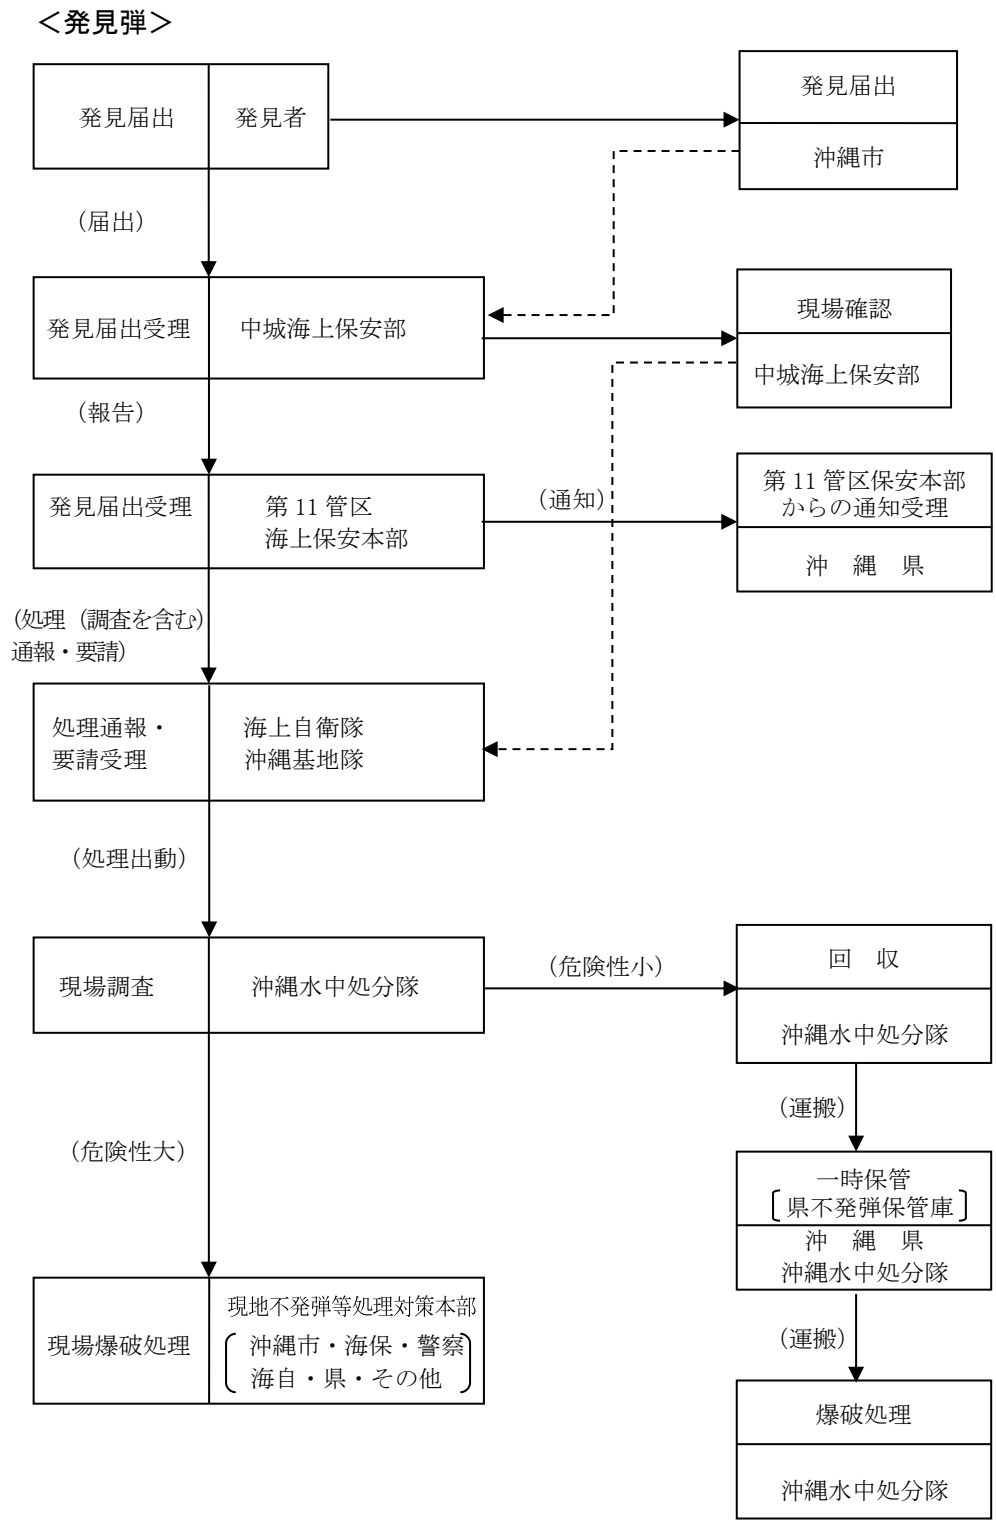 ＜発見弾＞
発見届出
発見者
発見届出
沖縄市
（届出）
発見届出受理
中城海上保安部
現場確認
中城海上保安部
（報告）
発見届出受理
第 11 管区
海上保安本部
（通知）
第 11 管区保安本部
からの通知受理
沖　縄　県
（処理（調査を含む）
通報・要請）
処理通報・
要請受理
海上自衛隊
沖縄基地隊
（処理出動）
現場調査
沖縄水中処分隊
（危険性小）
回　収
沖縄水中処分隊
（運搬）
（危険性大）
一時保管
県不発弾保管庫
沖　縄　県
沖縄水中処分隊
現場爆破処理
現地不発弾等処理対策本部
沖縄市・海保・警察
海自・県・その他
（運搬）
爆破処理
沖縄水中処分隊